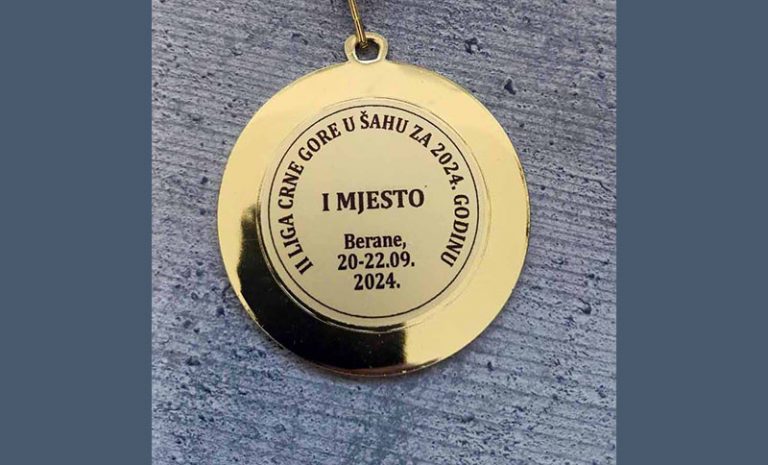 II LIGA CRNE GORE U ŠAHU ZA 2024. GODINU
I MJESTO
Berane,
20-22.09.
2024.